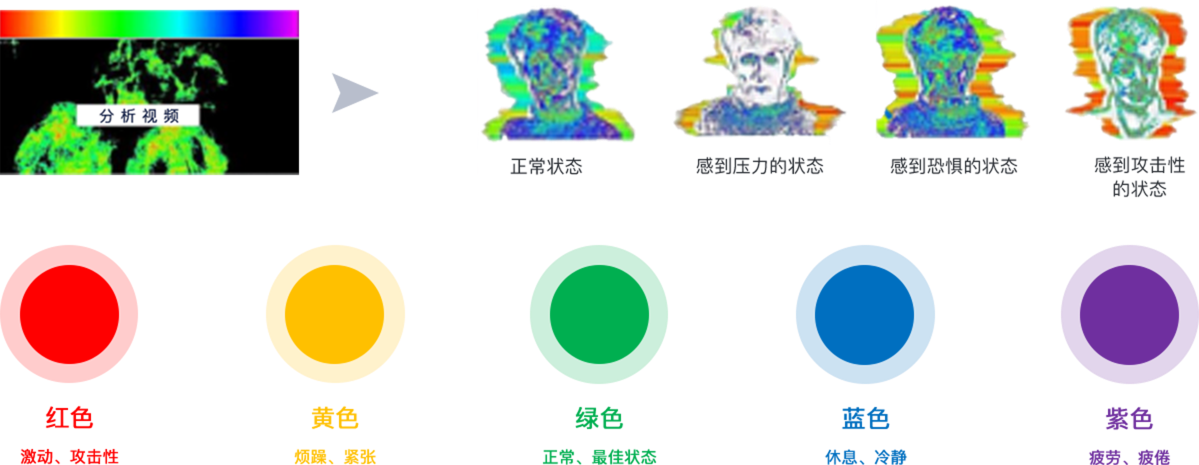 分析视频
正常状态
感到压力的状态
感到恐惧的状态
感到攻击性
的状态
红色
黄色
绿色
蓝色
紫色
激动、攻击性
烦躁、紧张
正常、最佳状态
休息、冷静
疲劳、疲倦